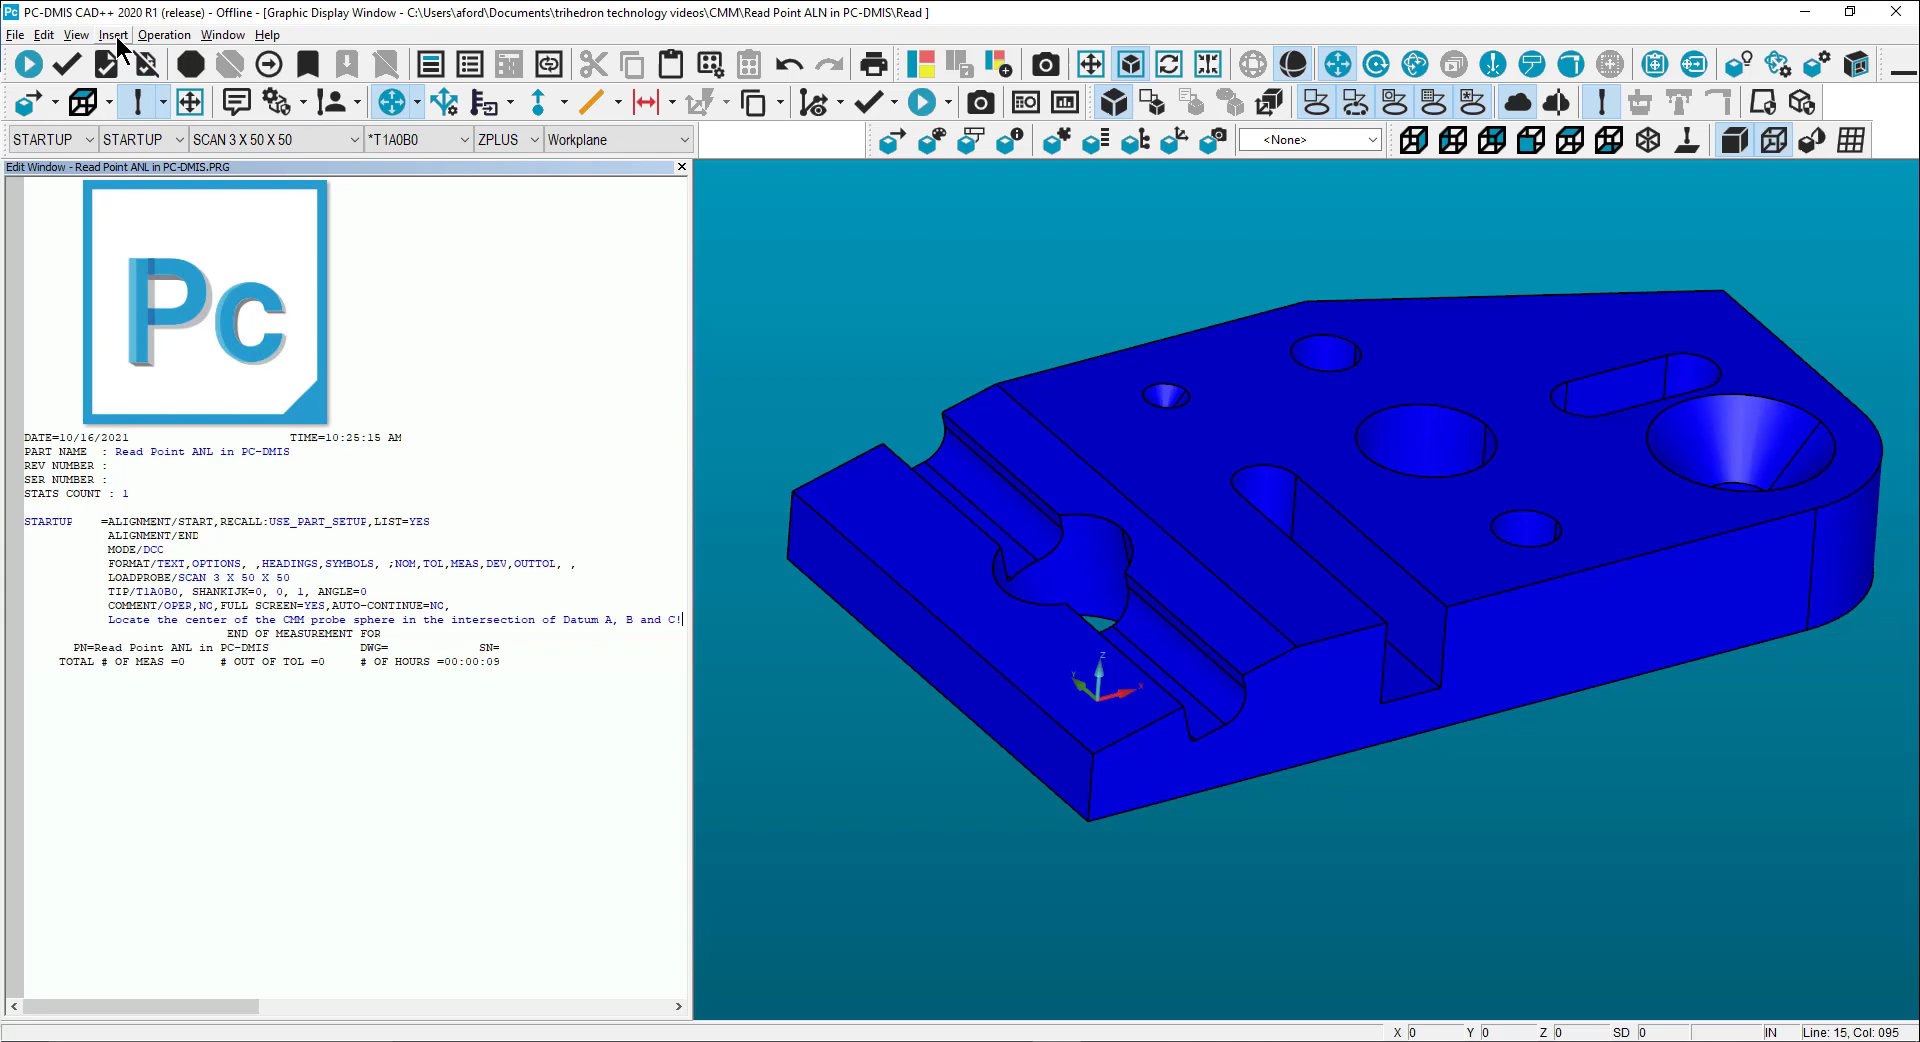 PC-DMIS CAD++ 2020 R1 (release) - Offline - [Graphic Display Window - C:\Users\aford\Documents\trihedron technology videos\CMM\Read Point ALN in PC-DMIS\Read ]
File Edit View Insert Operation Window Help
STARTUP STARTUP SCAN 3 X 50 X 50 *T1A0B0 ZPLUS Workplane <None>
Edit Window - Read Point ANL in PC-DMIS.PRG
Pc
DATE=10/16/2021 TIME=10:25:15 AM
PART NAME : Read Point ANL in PC-DMIS
REV NUMBER :
SER NUMBER :
STATS COUNT : 1
STARTUP =ALIGNMENT/START,RECALL:USE_PART_SETUP,LIST=YES
ALIGNMENT/END
MODE/DCC
FORMAT/TEXT,OPTIONS, ,HEADINGS,SYMBOLS, ;NOM,TOL,MEAS,DEV,OUTTOL, ,
LOADPROBE/SCAN 3 X 50 X 50
TIP/T1A0B0, SHANKIJK=0, 0, 1, ANGLE=0
COMMENT/OPER,NO,FULL SCREEN=YES,AUTO-CONTINUE=NO,
Locate the center of the CMM probe sphere in the intersection of Datum A, B and C!
END OF MEASUREMENT FOR
PN=Read Point ANL in PC-DMIS DWG= SN=
TOTAL # OF MEAS =0 # OUT OF TOL =0 # OF HOURS =00:00:09
Z
Y X
X 0 Y 0 Z 0 SD 0 IN Line: 15, Col: 095